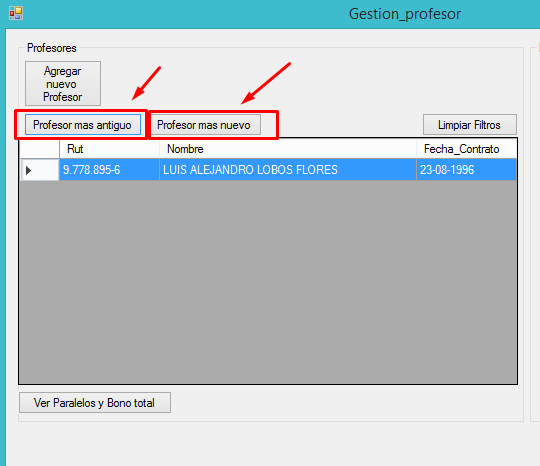 Gestion_profesor
Profesores
Agregar
nuevo
Profesor
Profesor mas antiguo
Profesor mas nuevo
Limpiar Filtros
Rut Nombre Fecha_Contrato
9.778.895-6 LUIS ALEJANDRO LOBOS FLORES 23-08-1996
Ver Paralelos y Bono total